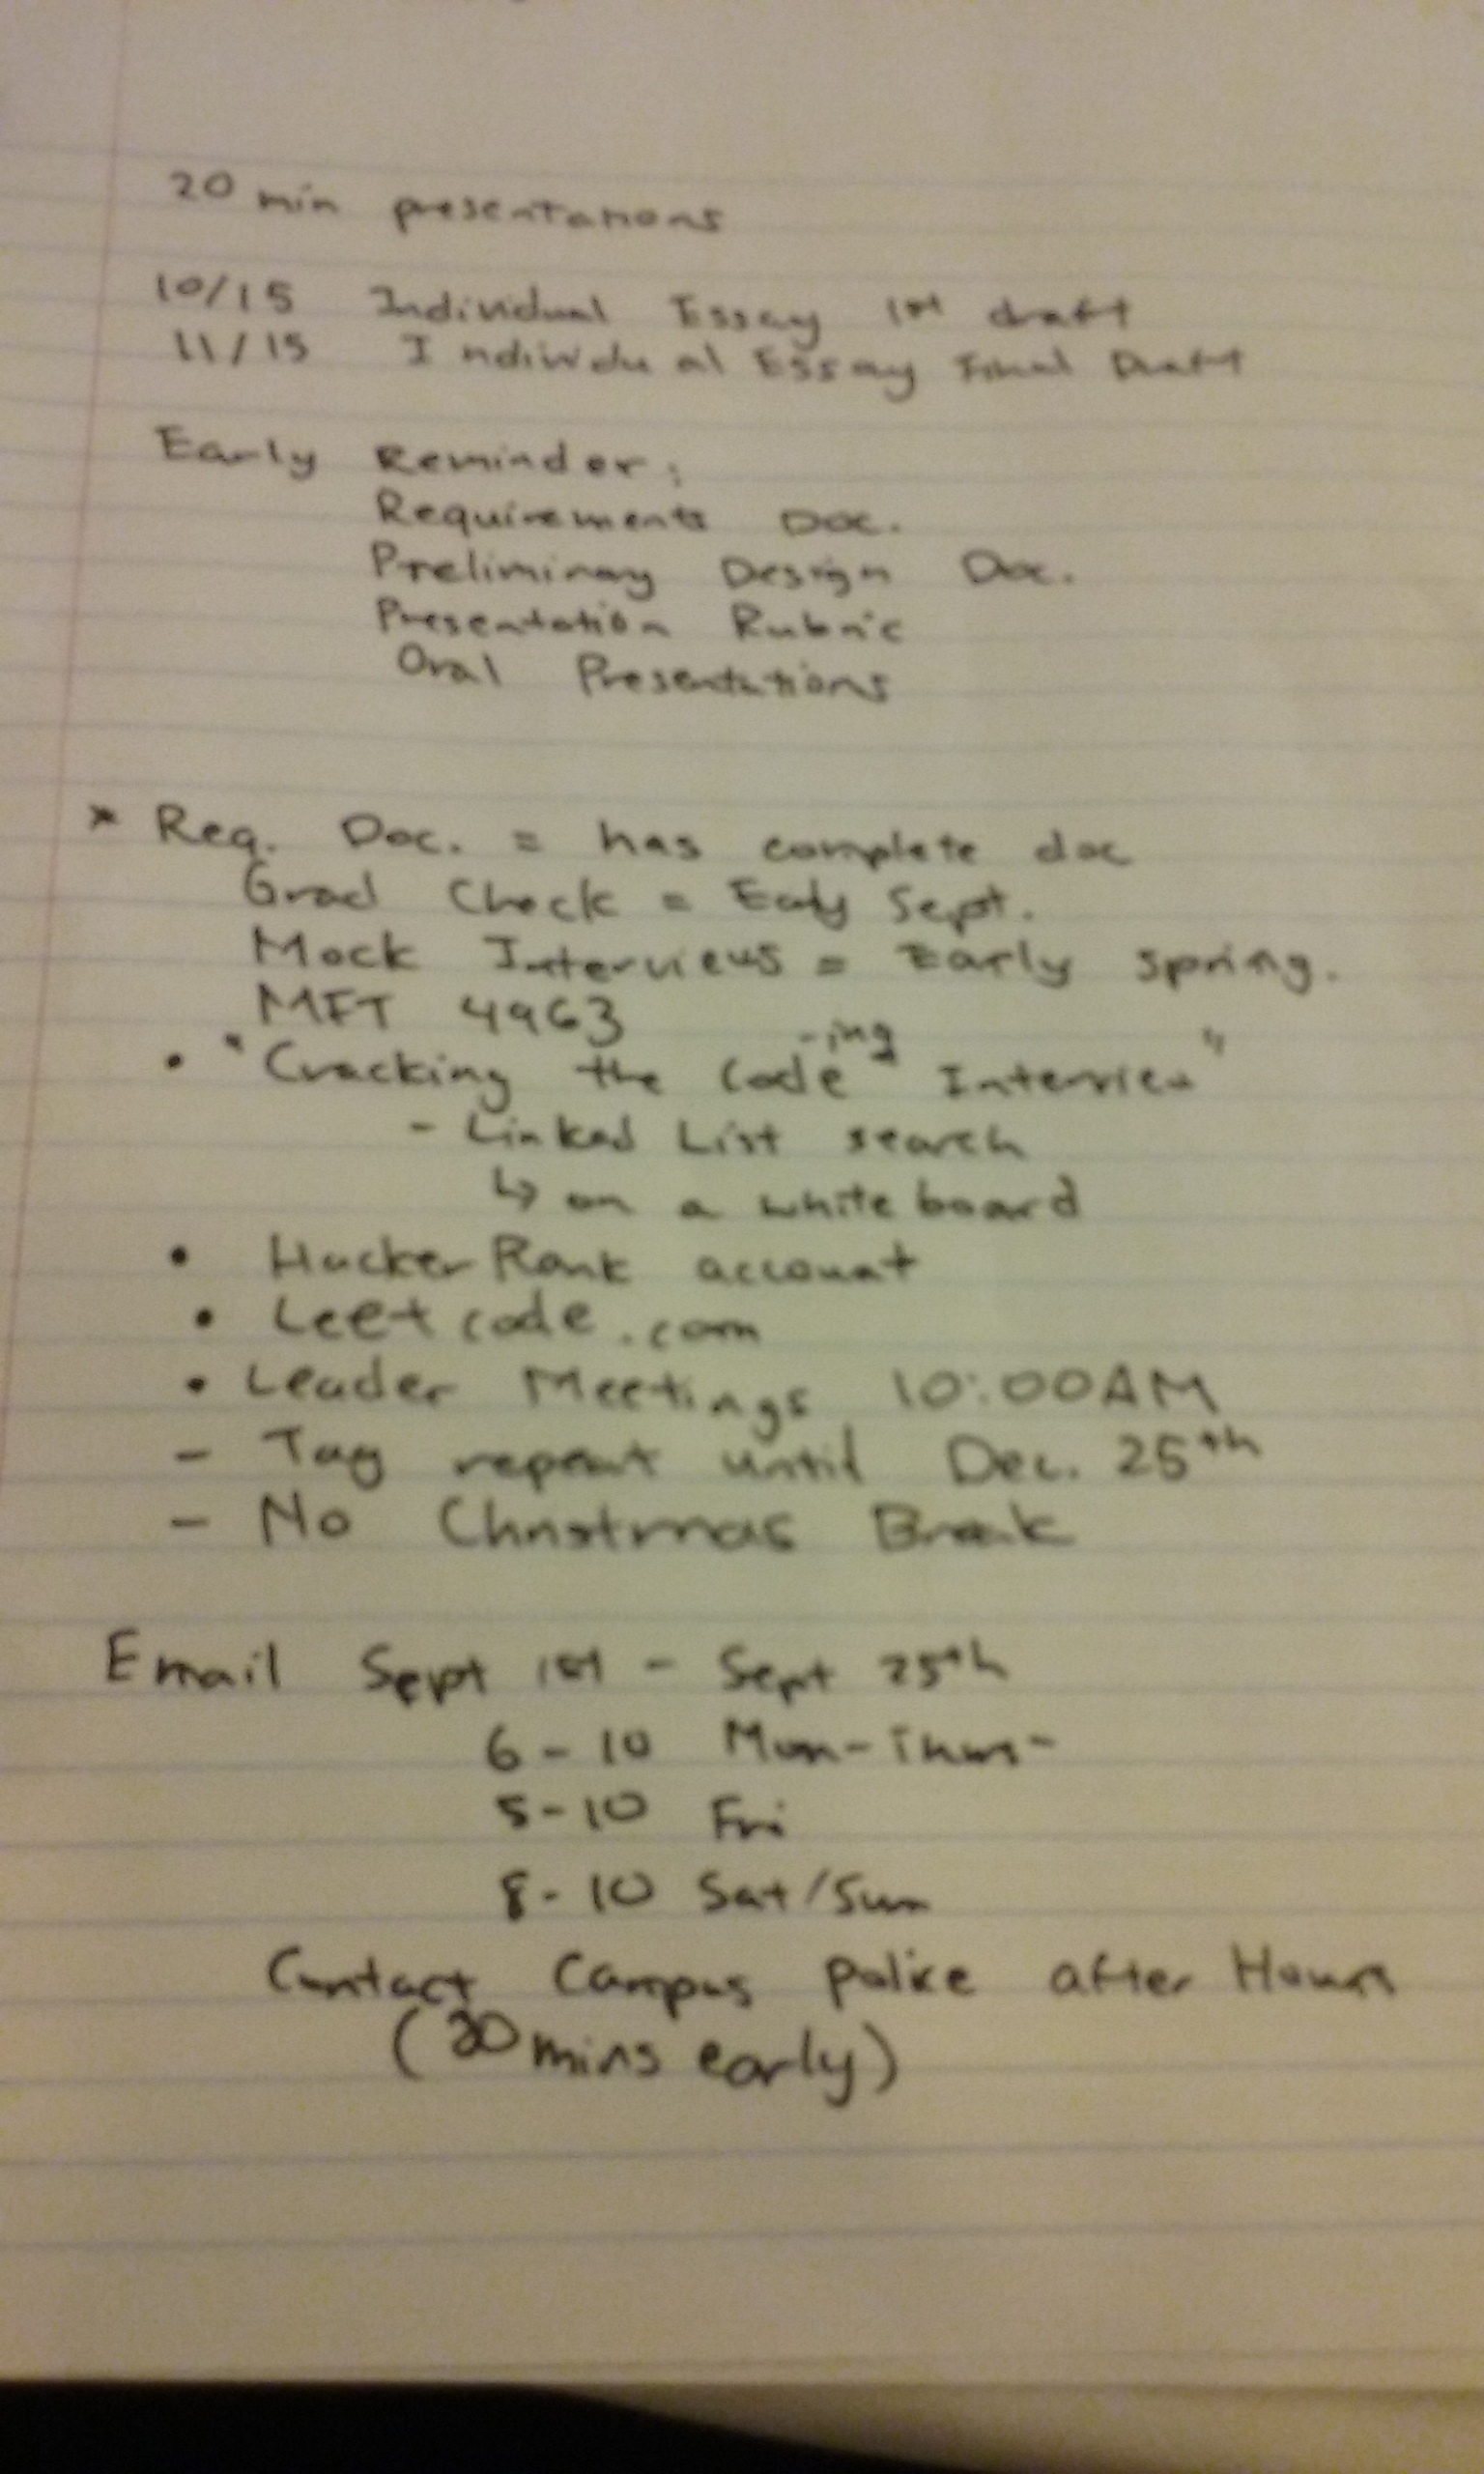 20 min presentations
10/15 Individual Essay 1st draft
11/15 Individual Essay Final Draft
Early Reminder:
Requirements Doc.
Preliminary Design Doc.
Presentation Rubric
Oral Presentations
* Req. Doc. = has complete doc
Grad Check = Early Sept.
Mock Interviews = Early spring.
MFT 4963
• "Cracking the Code-ing Interview"
- Linked List search
↳ on a white board
• HackerRank account
• Leetcode.com
• Leader Meetings 10:00AM
- Tag repeat until Dec. 25th
- No Christmas Break
Email Sept 1st - Sept 25th
6-10 Mon-Thurs-
5-10 Fri
8-10 Sat/Sun
Contact Campus police after Hours
(mins early)